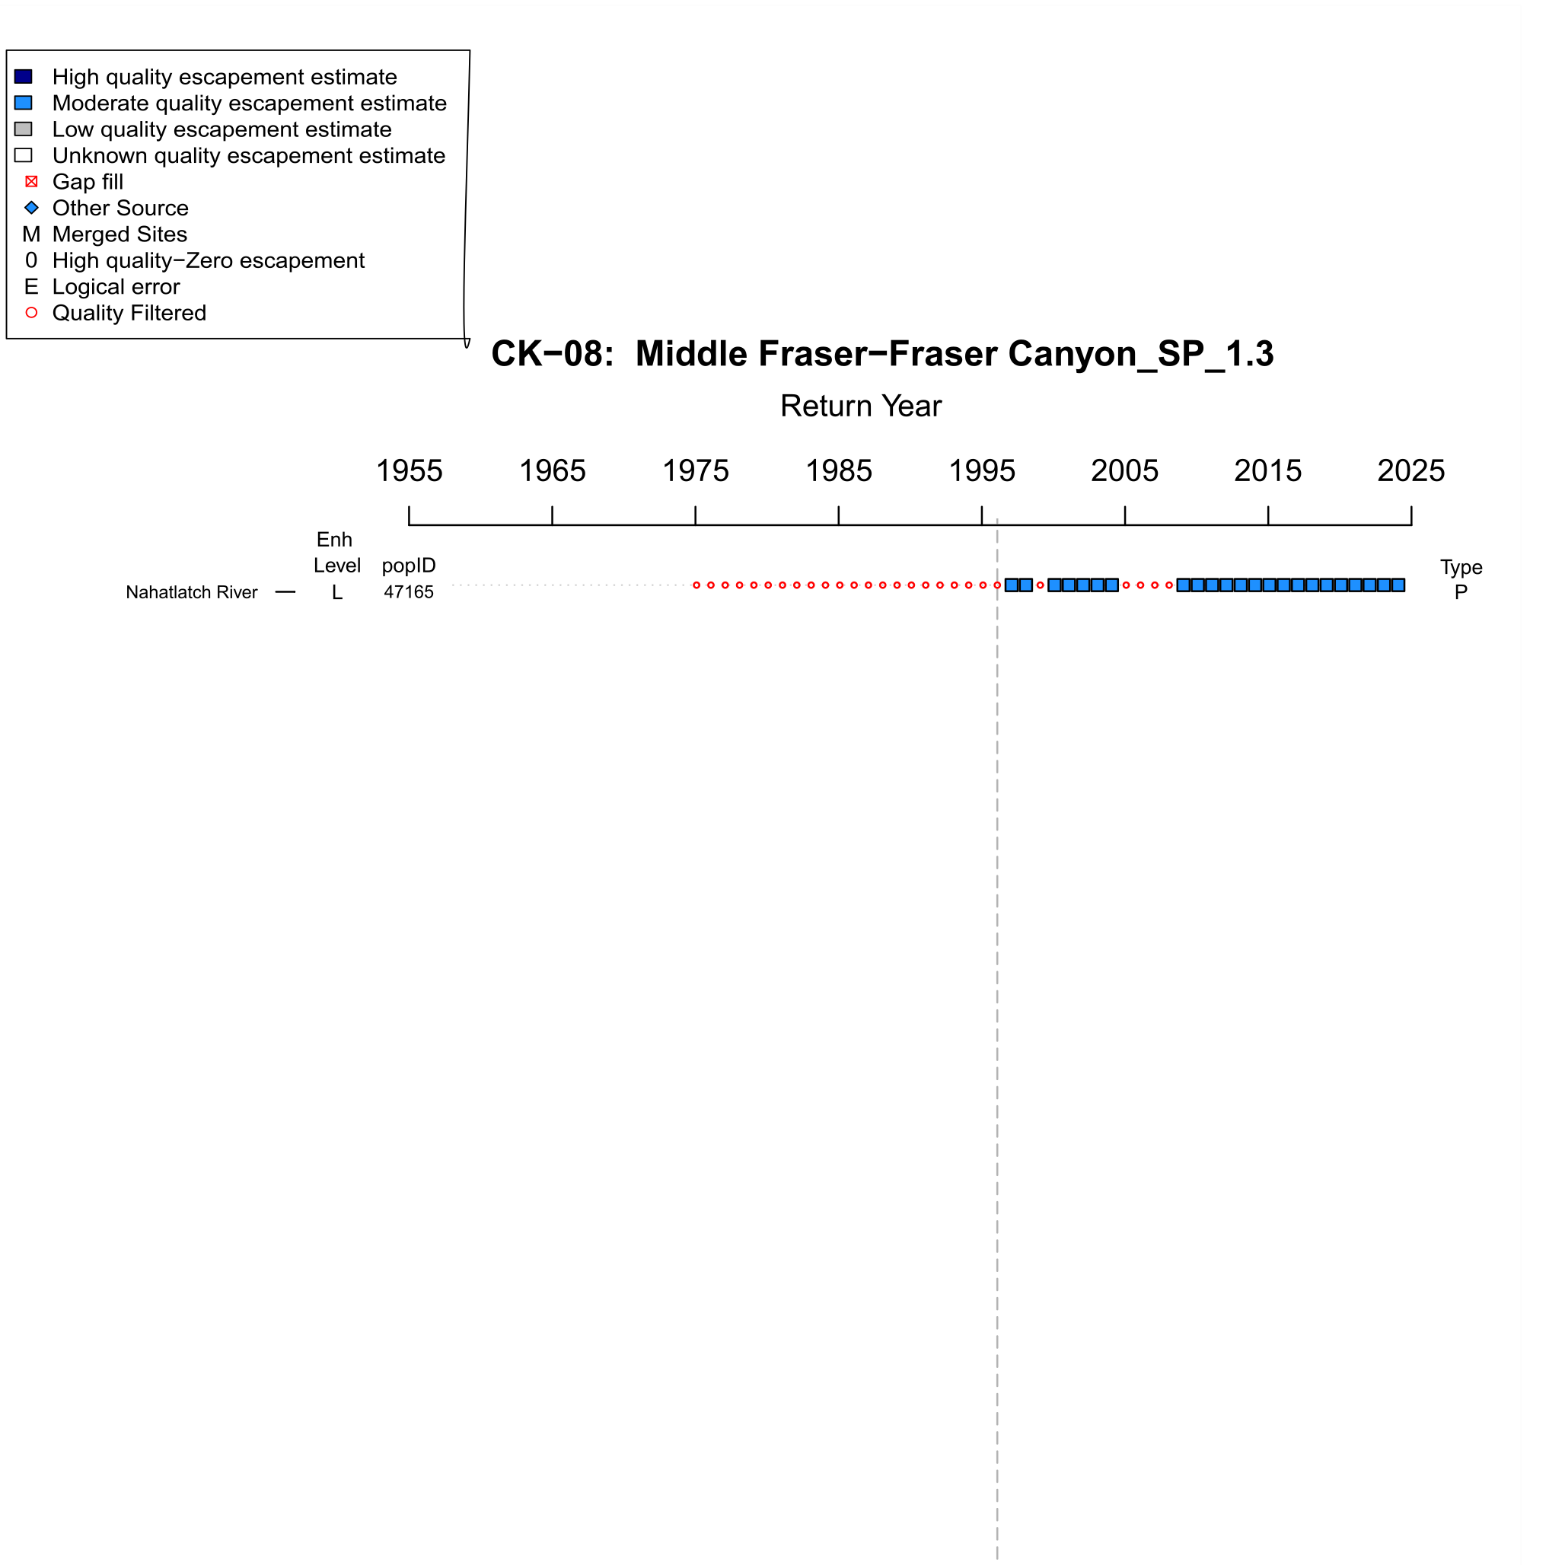 High quality escapement estimate
Moderate quality escapement estimate
Low quality escapement estimate
Unknown quality escapement estimate
Gap fill
Other Source
M Merged Sites
0 High quality−Zero escapement
E Logical error
Quality Filtered
CK−08: Middle Fraser−Fraser Canyon_SP_1.3
Return Year
1955 1965 1975 1985 1995 2005 2015 2025
Enh
Level popID Type
Nahatlatch River — L 47165 P